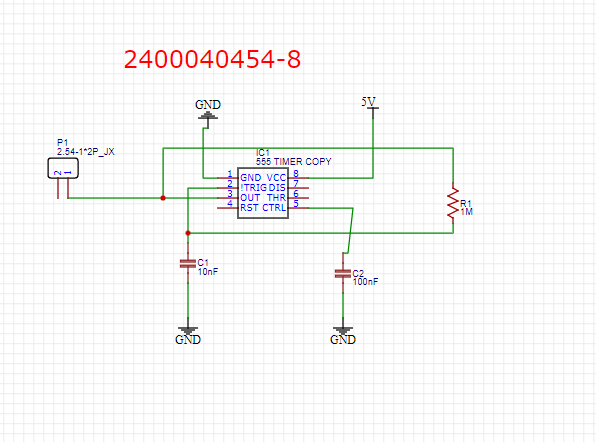 2400040454-8
GND
5V
P1
2.54-1*2P_JX
2 1
IC1
555 TIMER COPY
1 GND VCC 8
2 !TRIG DIS 7
3 OUT THR 6
4 RST CTRL 5
R1
1M
C1
10nF
C2
100nF
GND
GND